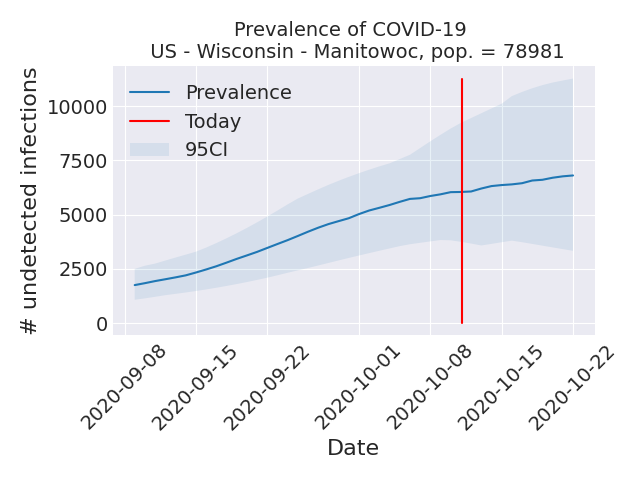 Prevalence of COVID-19
US - Wisconsin - Manitowoc, pop. = 78981
# undetected infections
10000
7500
5000
2500
0
Prevalence
Today
95CI
2020-09-08
2020-09-15
2020-09-22
2020-10-01
2020-10-08
2020-10-15
2020-10-22
Date